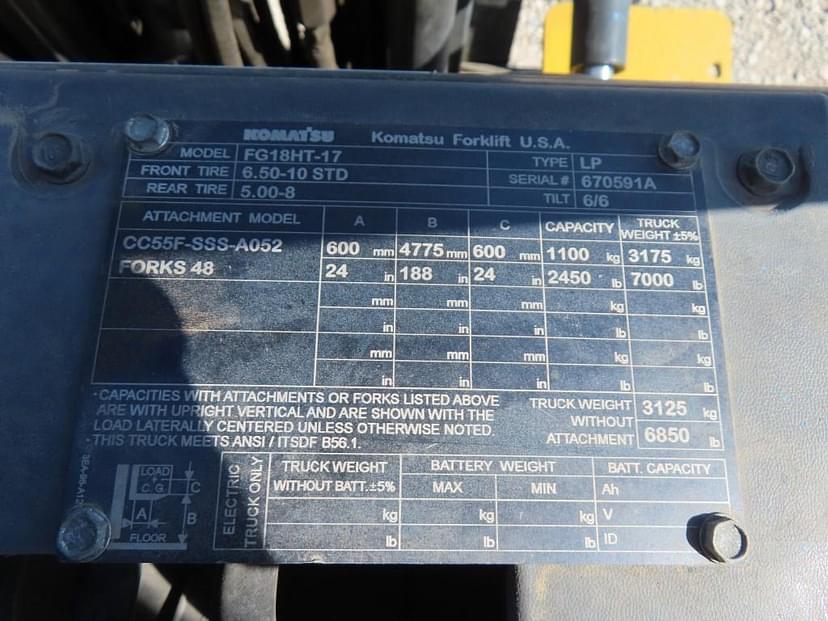 KOMATSU Komatsu Forklift U.S.A.
MODEL FG18HT-17 TYPE LP
FRONT TIRE 6.50-10 STD SERIAL # 670591A
REAR TIRE 5.00-8 TILT 6/6
ATTACHMENT MODEL A B C CAPACITY TRUCK WEIGHT ±5%
CC55F-SSS-A052 600 mm 4775 mm 600 mm 1100 kg 3175 kg
FORKS 48 24 in 188 in 24 in 2450 lb 7000 lb
mm mm mm kg kg
in in in lb lb
mm mm mm kg kg
in in in lb lb
·CAPACITIES WITH ATTACHMENTS OR FORKS LISTED ABOVE
ARE WITH UPRIGHT VERTICAL AND ARE SHOWN WITH THE
LOAD LATERALLY CENTERED UNLESS OTHERWISE NOTED.
·THIS TRUCK MEETS ANSI / ITSDF B56.1.
TRUCK WEIGHT 3125 kg
WITHOUT
ATTACHMENT 6850 lb
LOAD
C.G.
C
A
B
FLOOR
ELECTRIC
TRUCK ONLY
TRUCK WEIGHT BATTERY WEIGHT BATT. CAPACITY
WITHOUT BATT.±5% MAX MIN Ah
kg kg kg V
lb lb lb ID